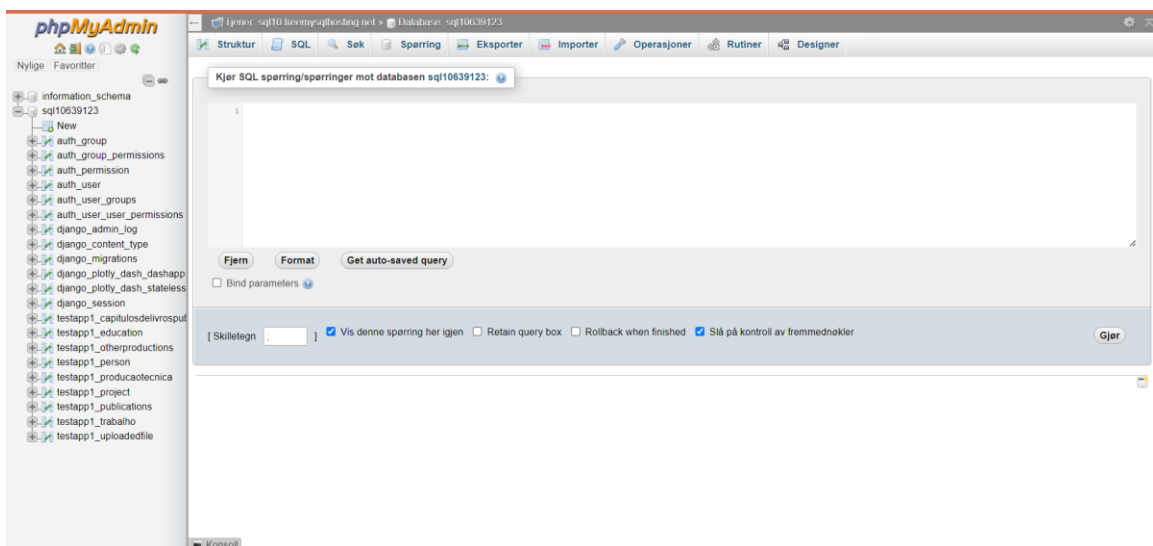 phpMyAdmin
Nylige Favoritter
information_schema
sql10639123
New
auth_group
auth_group_permissions
auth_permission
auth_user
auth_user_groups
auth_user_user_permissions
django_admin_log
django_content_type
django_migrations
django_plotly_dash_dashapp
django_plotly_dash_stateless
django_session
testapp1_capitulosdelivrospul
testapp1_education
testapp1_otherproductions
testapp1_person
testapp1_producaotecnica
testapp1_project
testapp1_publications
testapp1_trabalho
testapp1_uploadedfile
Tjener: sql10.freemysqlhosting.net » Database: sql10639123
Struktur SQL Søk Spørring Eksporter Importer Operasjoner Rutiner Designer
Kjør SQL spørring/spørringer mot databasen sql10639123:
1
Fjern Format Get auto-saved query
Bind parameters
[ Skilletegn ; ] Vis denne spørring her igjen Retain query box Rollback when finished Slå på kontroll av fremmednøkler Gjør
Konsoll